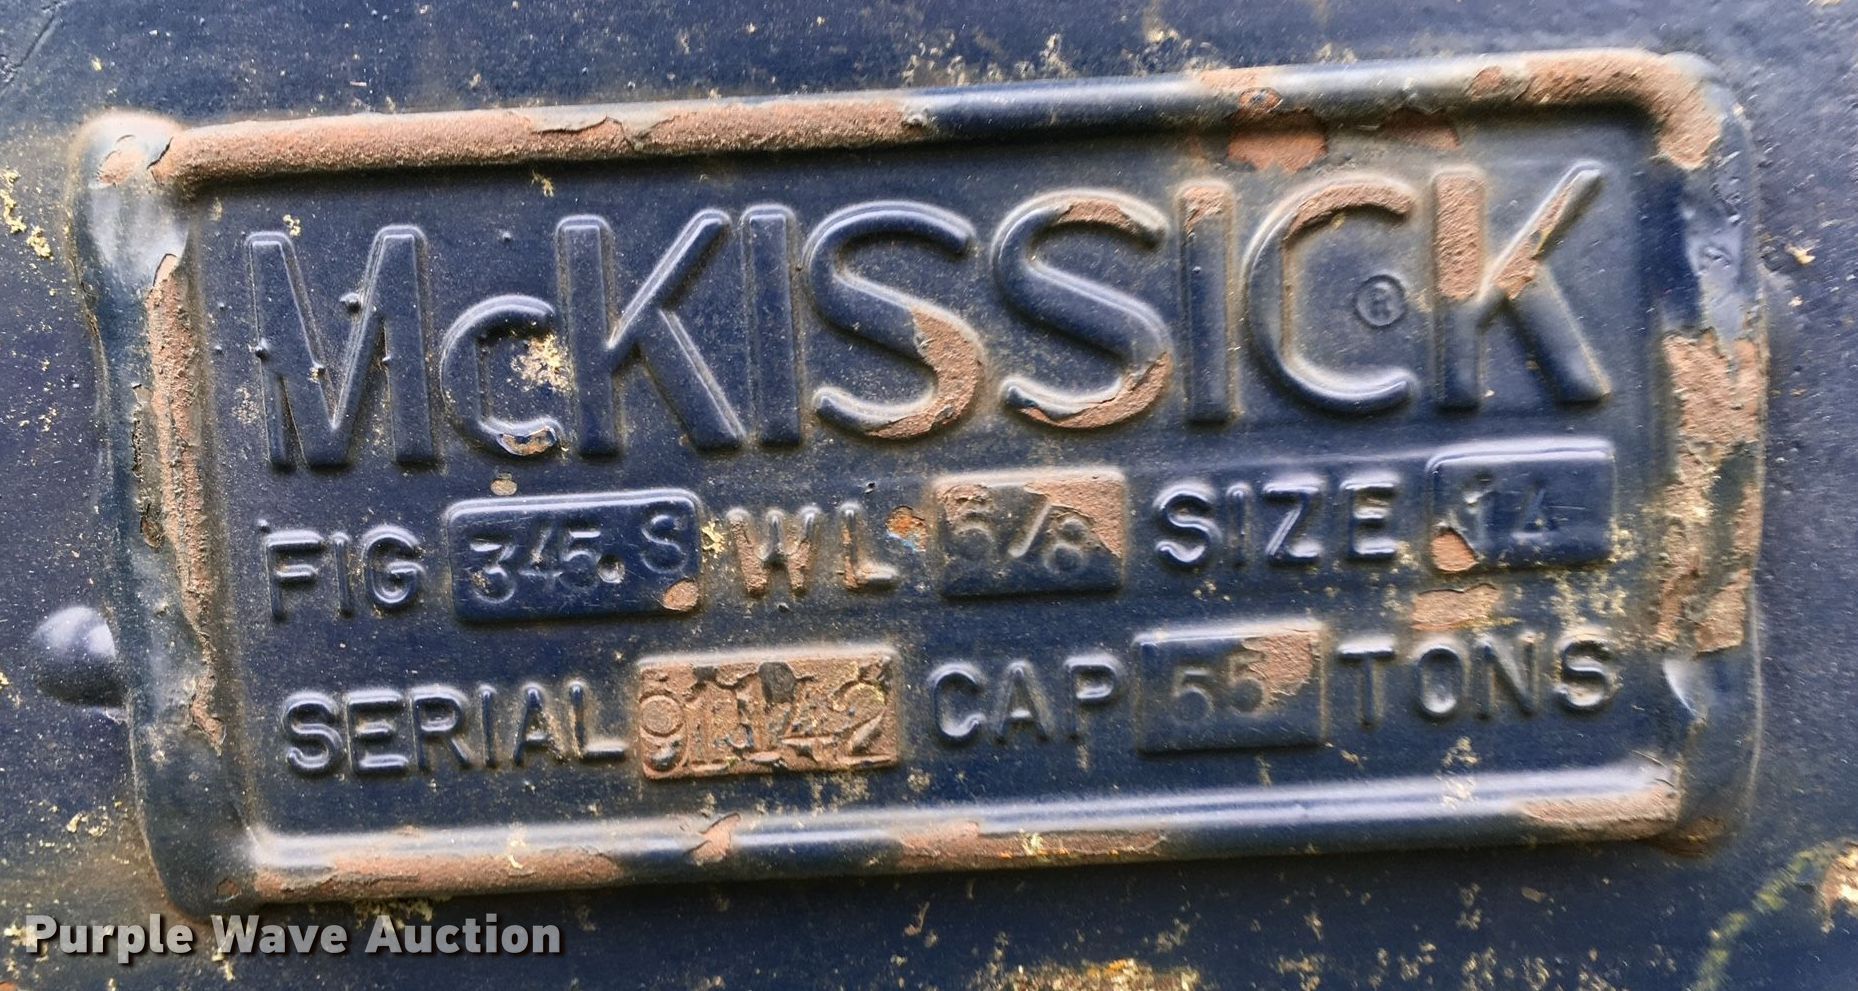 McKISSICK ®
FIG 345.S WL 5/8 SIZE 14
SERIAL CAP 55 TONS
Purple Wave Auction